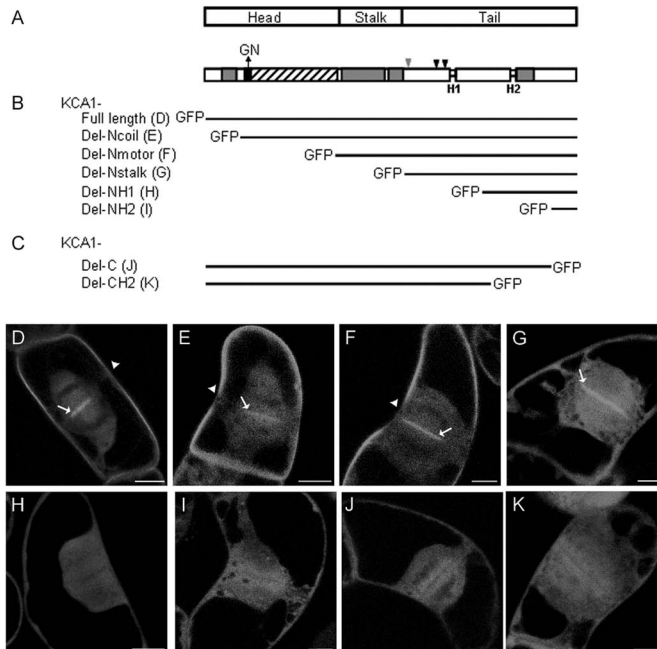 A
Head Stalk Tail
GN
H1 H2
B KCA1-
Full length (D) GFP
Del-Ncoil (E) GFP
Del-Nmotor (F) GFP
Del-Nstalk (G) GFP
Del-NH1 (H) GFP
Del-NH2 (I) GFP
C KCA1-
Del-C (J) GFP
Del-CH2 (K) GFP
D E F G
H I J K